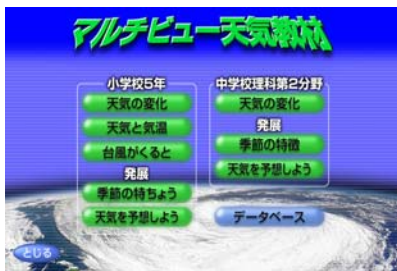 マルチビュー天気教材
小学校5年
天気の変化
天気と気温
台風がくると
発展
季節の特ちょう
天気を予想しよう
中学校理科第2分野
天気の変化
発展
季節の特徴
天気を予想しよう
データベース
とじる